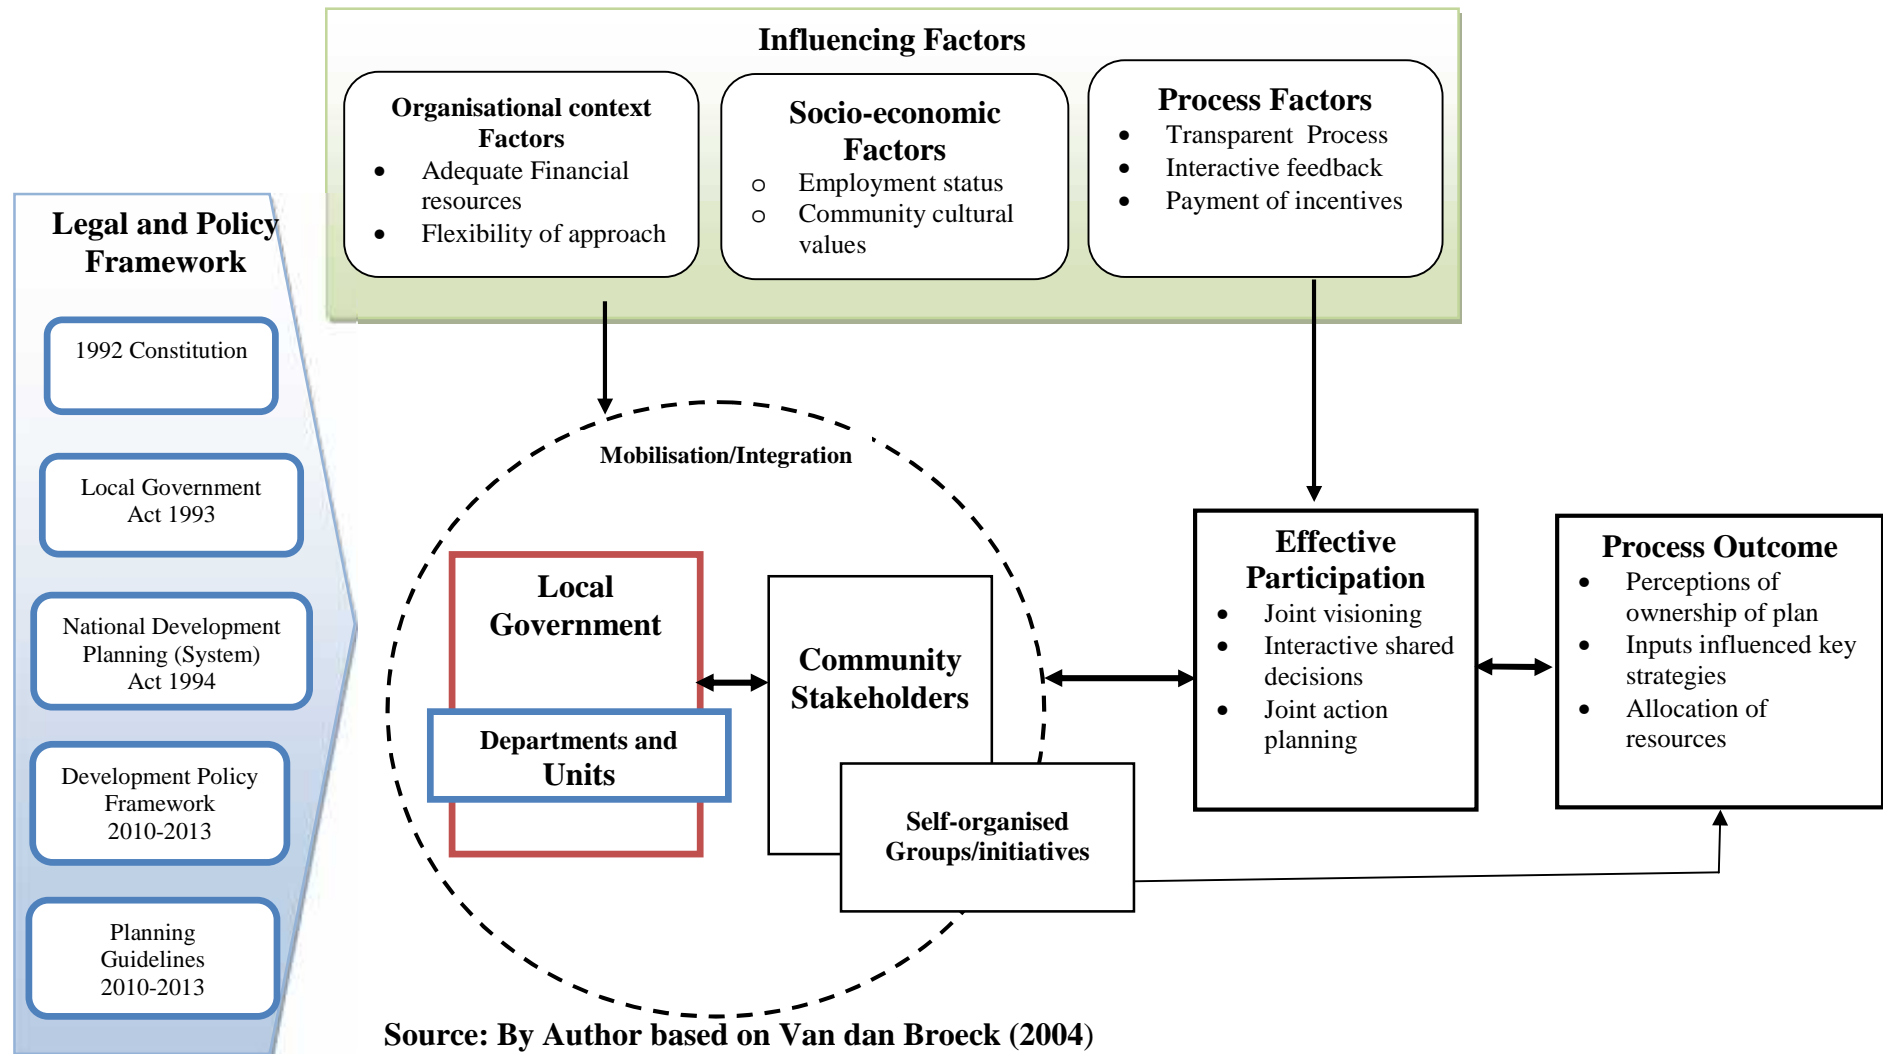 Influencing Factors
Organisational context
Factors
• Adequate Financial
resources
• Flexibility of approach
Socio-economic
Factors
o Employment status
o Community cultural
values
Process Factors
• Transparent Process
• Interactive feedback
• Payment of incentives
Legal and Policy
Framework
1992 Constitution
Local Government
Act 1993
National Development
Planning (System)
Act 1994
Development Policy
Framework
2010-2013
Planning
Guidelines
2010-2013
Mobilisation/Integration
Local
Government
Departments and
Units
Community
Stakeholders
Self-organised
Groups/initiatives
Effective
Participation
• Joint visioning
• Interactive shared
decisions
• Joint action
planning
Process Outcome
• Perceptions of
ownership of plan
• Inputs influenced key
strategies
• Allocation of
resources
Source: By Author based on Van dan Broeck (2004)